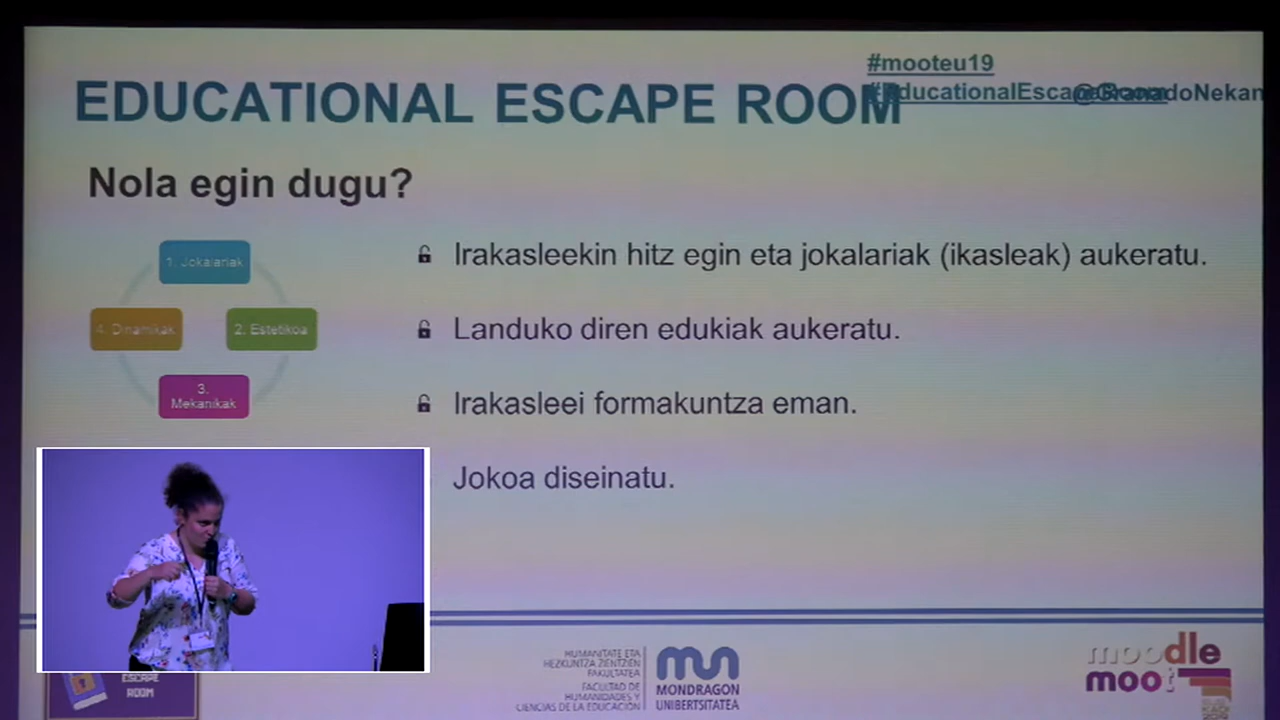 #mooteu19
EDUCATIONAL ESCAPE ROOM
#EducationalEscapeRoom
@GranadoNekan
Nola egin dugu?
1. Jokalariak
4. Dinamikak
2. Estetikoa
3.
Mekanikak
Irakasleekin hitz egin eta jokalariak (ikasleak) aukeratu.
Landuko diren edukiak aukeratu.
Irakasleei formakuntza eman.
Jokoa diseinatu.
ESCAPE
ROOM
HUMANITATE ETA
HEZKUNTZA ZIENTZIEN
FAKULTATEA
FACULTAD DE
HUMANIDADES Y
CIENCIAS DE LA EDUCACIÓN
MONDRAGON
UNIBERTSITATEA
moodle
moot